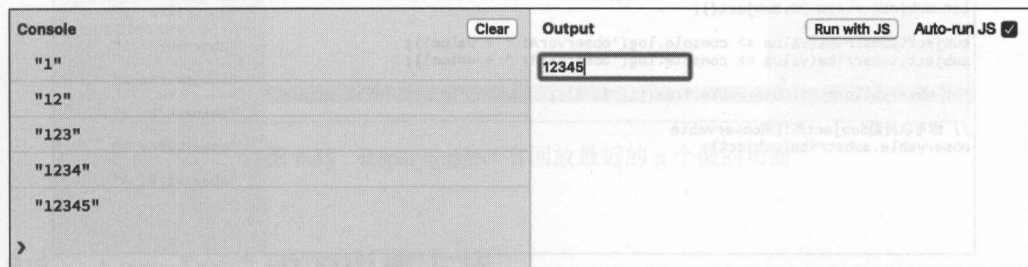 Console
Clear
"1"
"12"
"123"
"1234"
"12345"
›
Output
Run with JS
Auto-run JS
12345